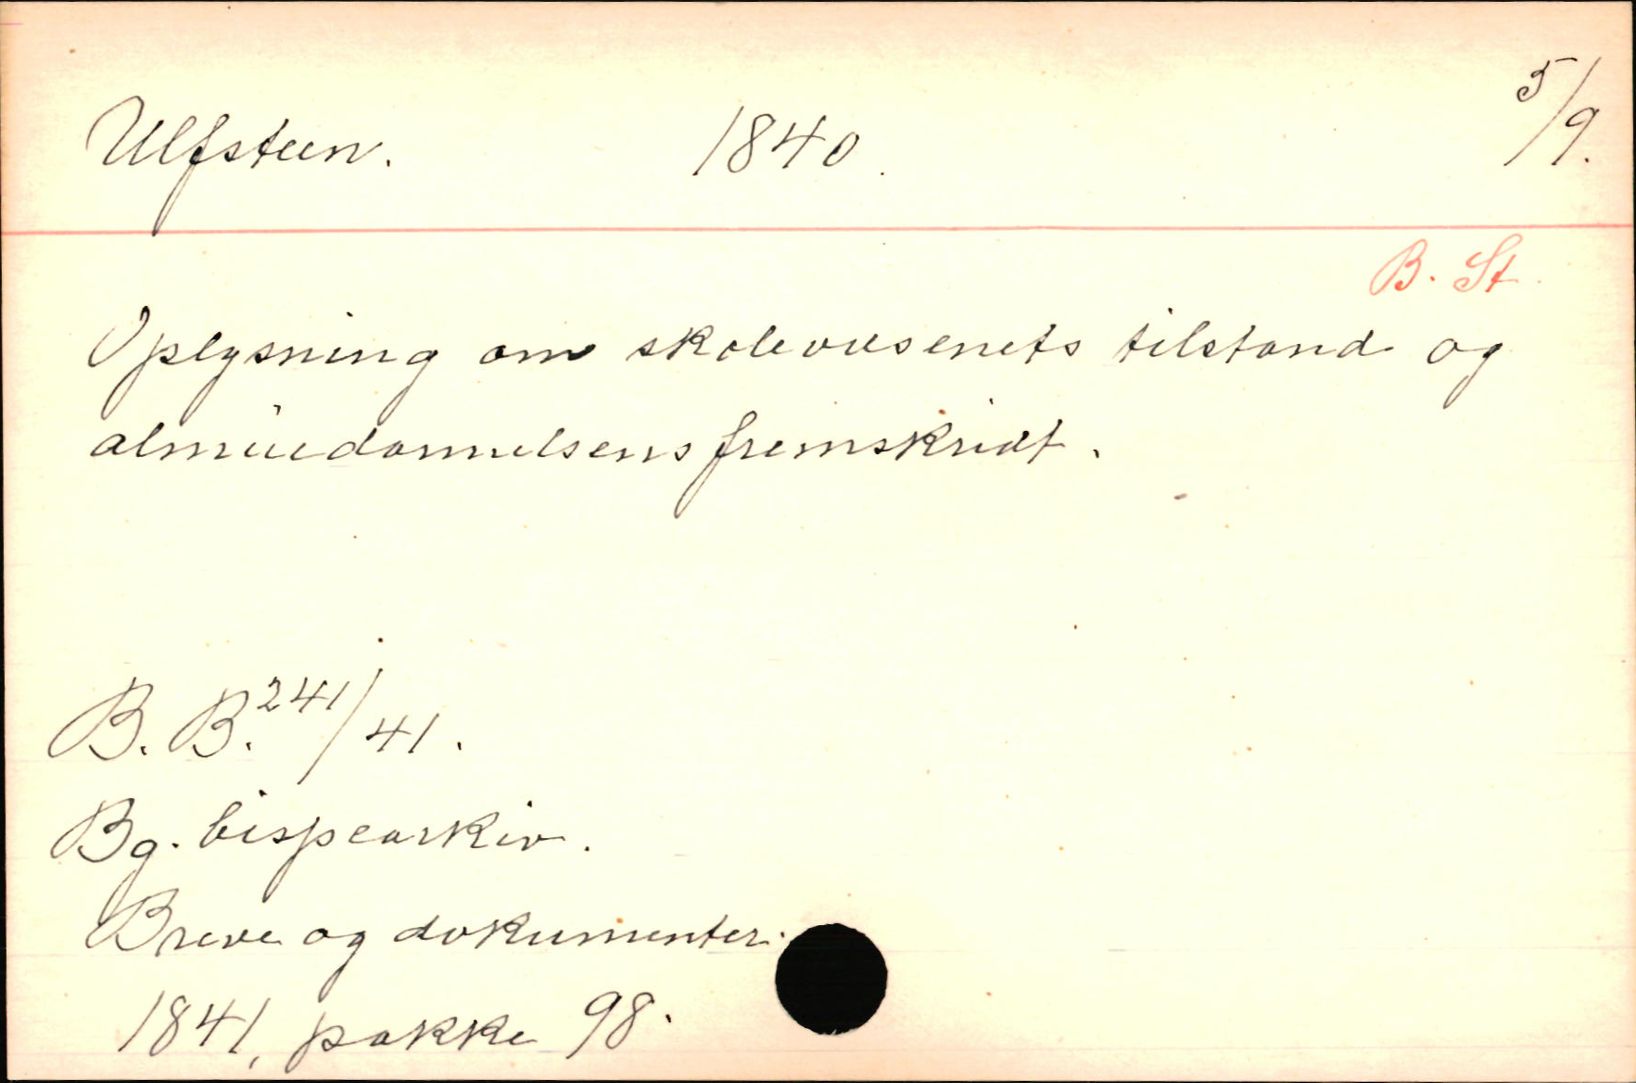 Ulfsteen. 1840. 5/9.
B. St.
Oplysning om skolevæsenets tilstand og
almuedannelsens fremskridt.
B. B. 241/41.
Bg. bispearkiv.
Breve og dokumenter.
1841, pakke 98.